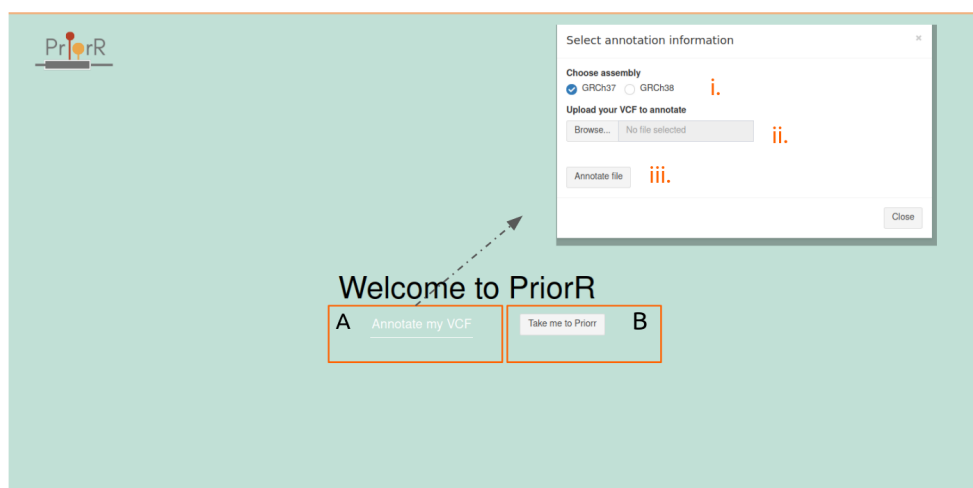 PriorR
Select annotation information ×
Choose assembly
GRCh37 GRCh38 i.
Upload your VCF to annotate
Browse... No file selected ii.
Annotate file iii.
Close
Welcome to PriorR
A Annotate my VCF Take me to Priorr B